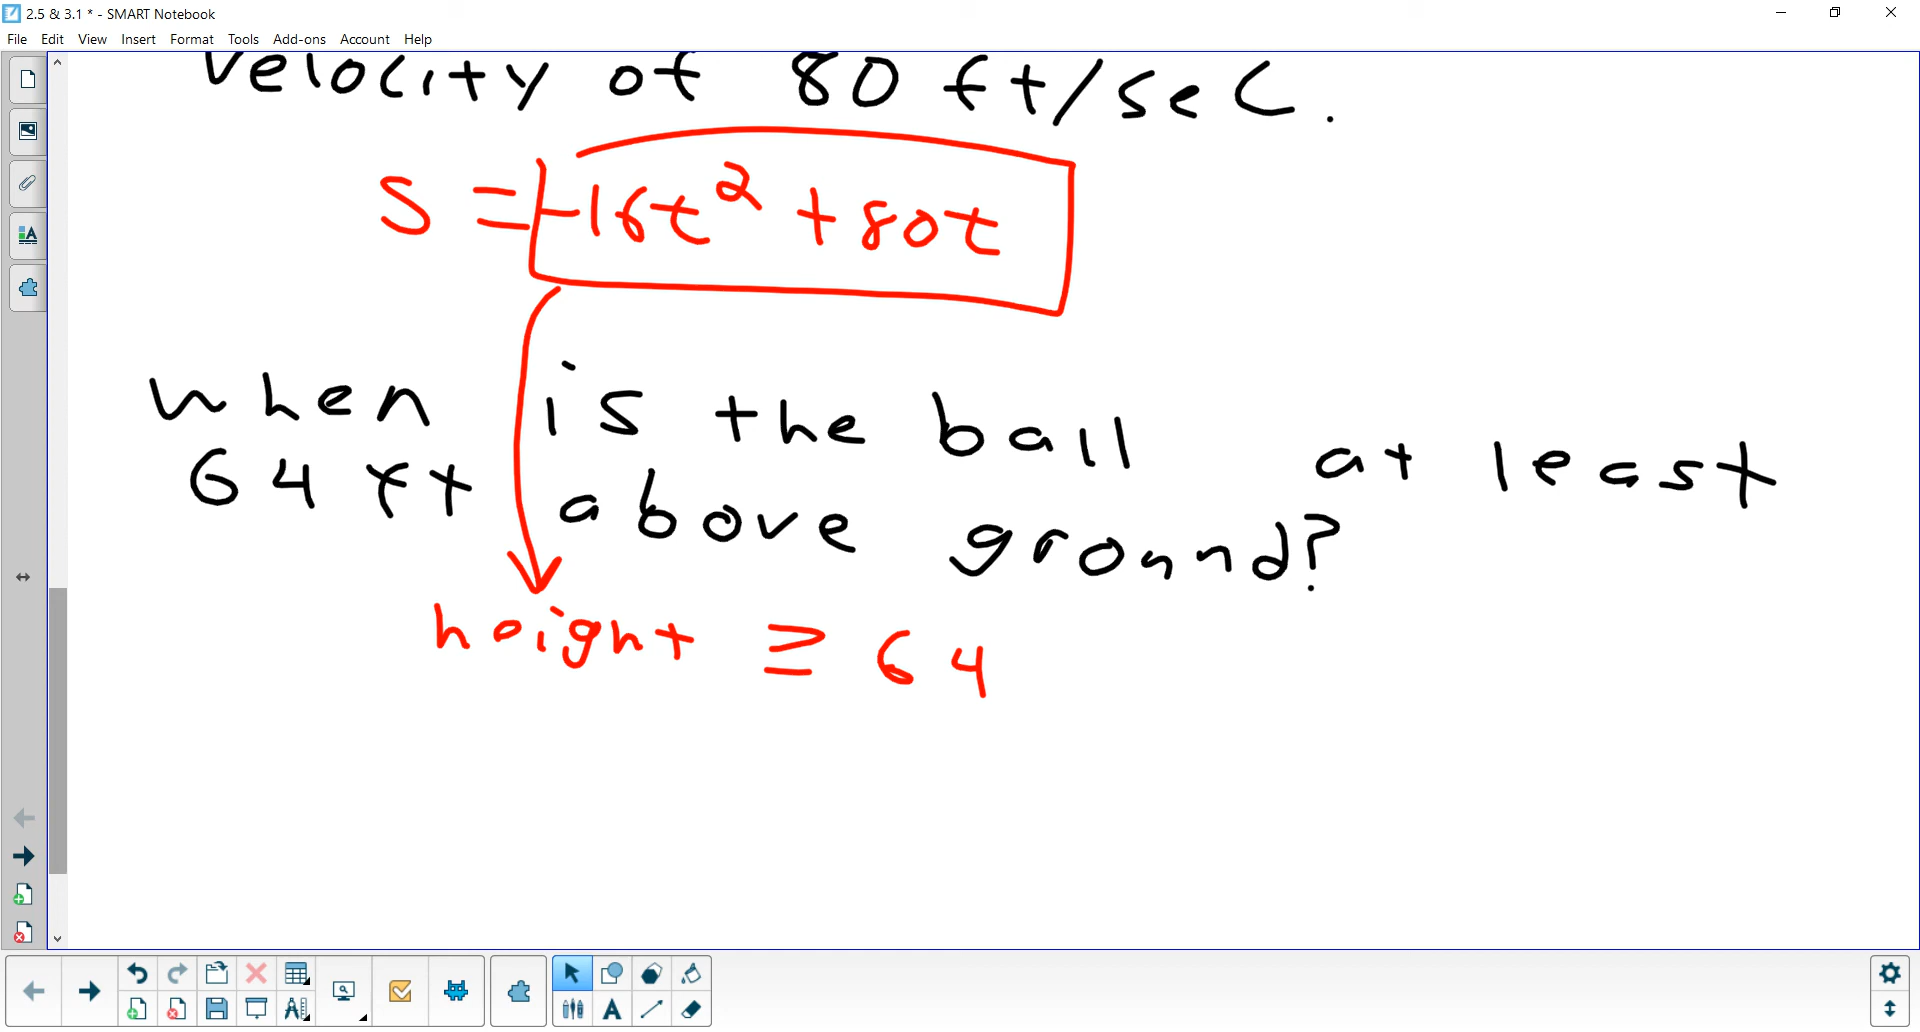 2.5 & 3.1 * - SMART Notebook
File Edit View Insert Format Tools Add-ons Account Help
velocity of 80 ft/sec.
s = -16t² + 80t
when is the ball at least
64 ft above ground?
height ≥ 64